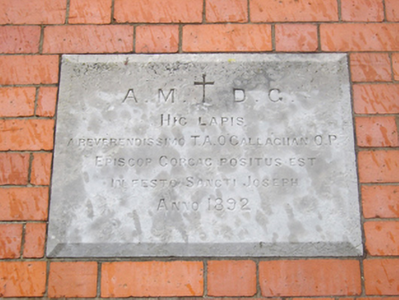 A. M. ✝ D. G.
HIC LAPIS
A REVERENDISSIMO T.A.O'CALLAGHAN O.P.
EPISCOP CORCAG POSITUS EST
IN FESTO SANCTI JOSEPH
ANNO 1892